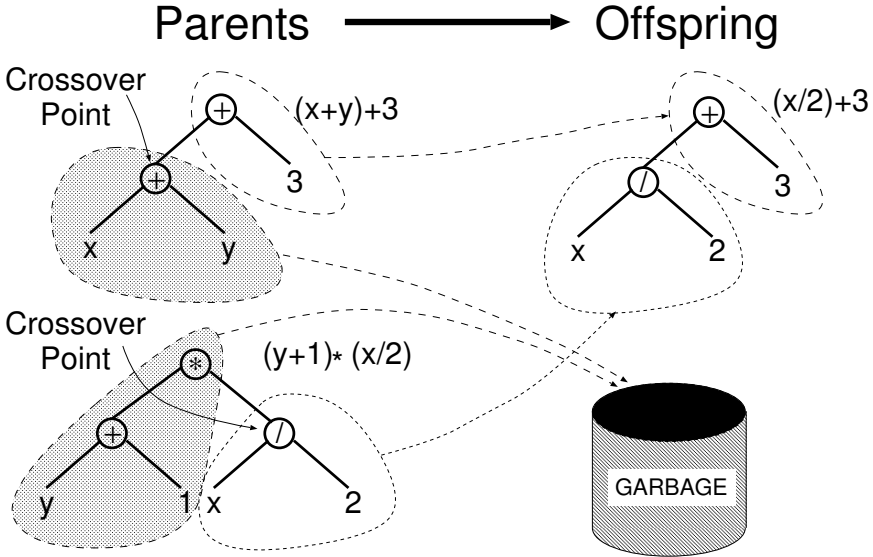 Parents Offspring
Crossover
Point
+
(x+y)+3
+
3
x
y
+
(x/2)+3
/
3
x
2
Crossover
Point
*
(y+1)* (x/2)
+
/
y
1
x
2
GARBAGE